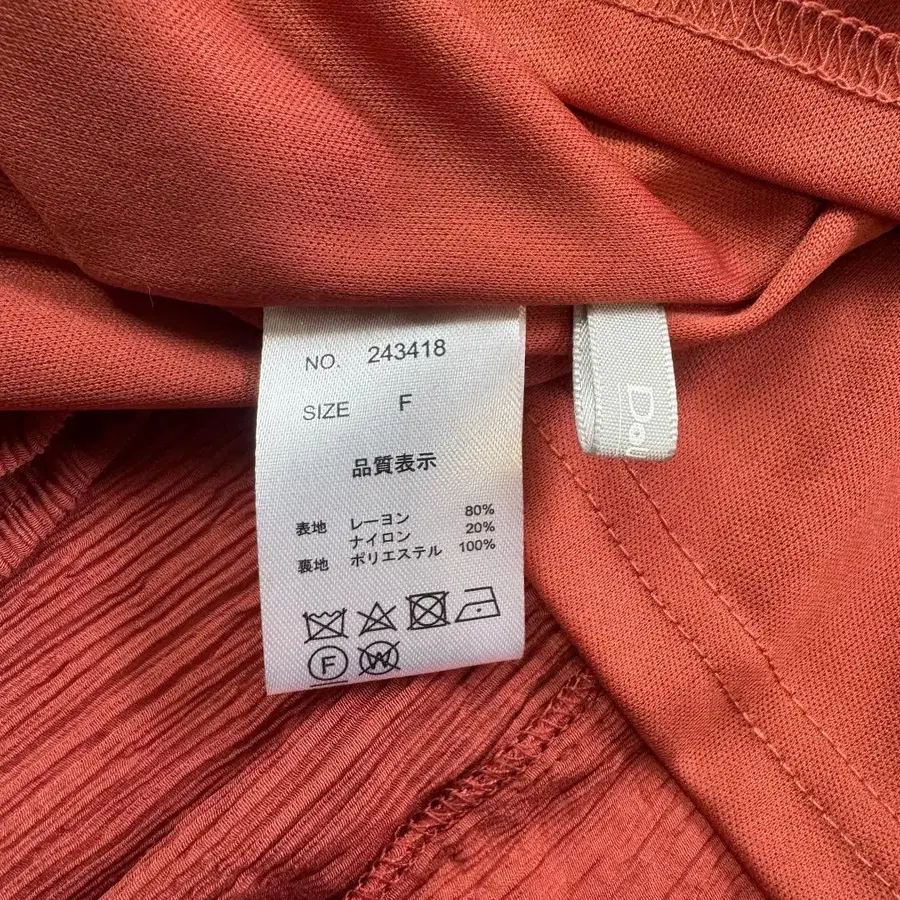 NO. 243418
SIZE F
品質表示
表地 レーヨン 80%
ナイロン 20%
裏地 ポリエステル 100%
F
W
Do